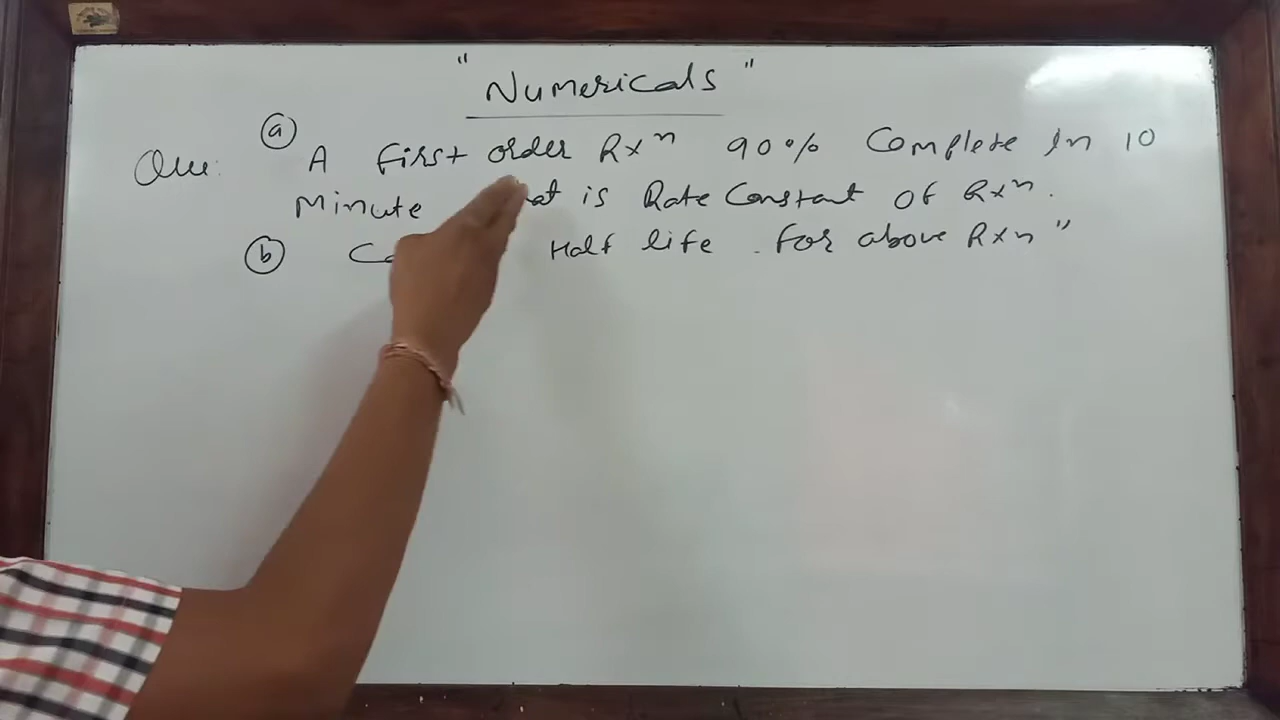 " Numericals "
Que: ⓐ A First order Rxⁿ 90% Complete In 10
Minute is Rate Constant OF Rxⁿ.
ⓑ Half life . For above Rxn "